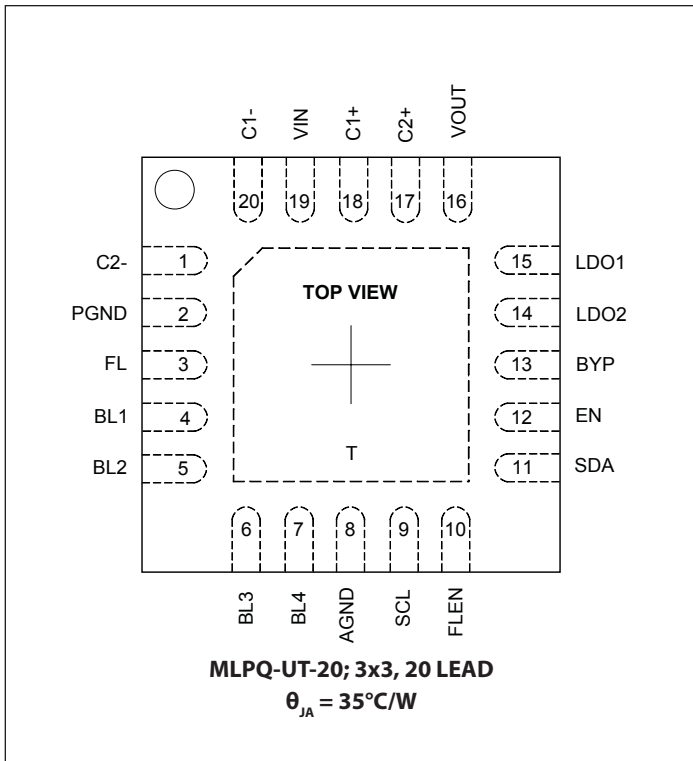 C1-
VIN
C1+
C2+
VOUT
20
19
18
17
16
C2-
1
15
LDO1
PGND
2
TOP VIEW
14
LDO2
FL
3
13
BYP
BL1
4
12
EN
BL2
5
T
11
SDA
6
7
8
9
10
BL3
BL4
AGND
SCL
FLEN
MLPQ-UT-20; 3x3, 20 LEAD
θJA = 35°C/W